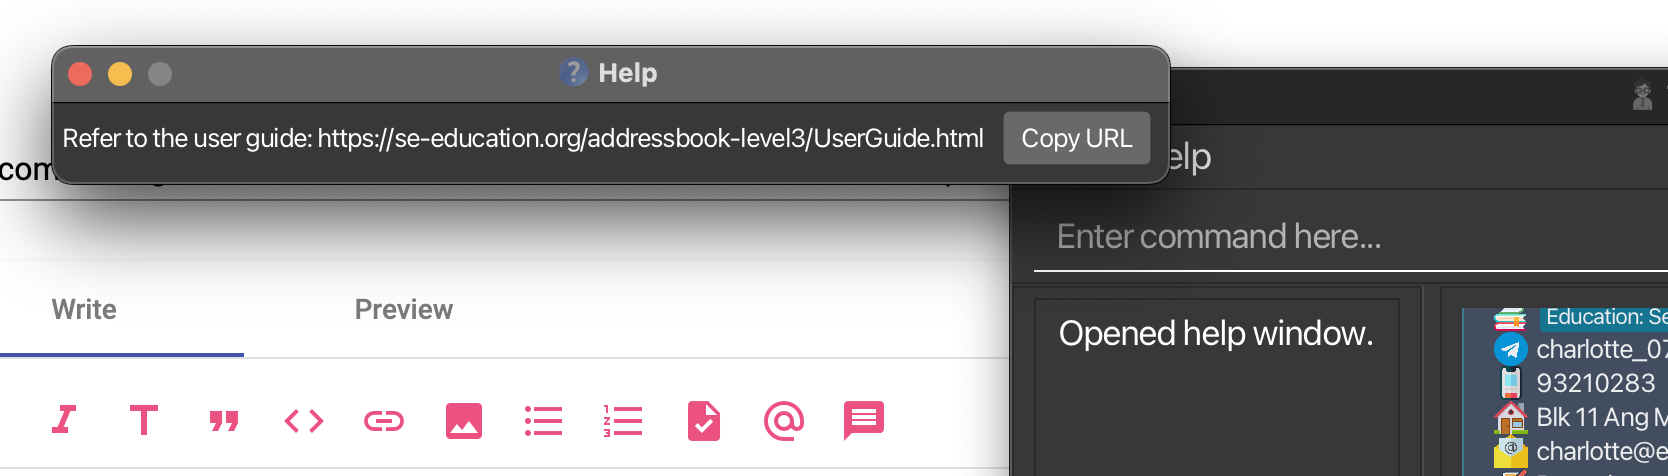 Help
Refer to the user guide: https://se-education.org/addressbook-level3/UserGuide.html
Copy URL
com
elp
Enter command here...
Write
Preview
Opened help window.
Education: Se
charlotte_07
93210283
Blk 11 Ang M
charlotte@e